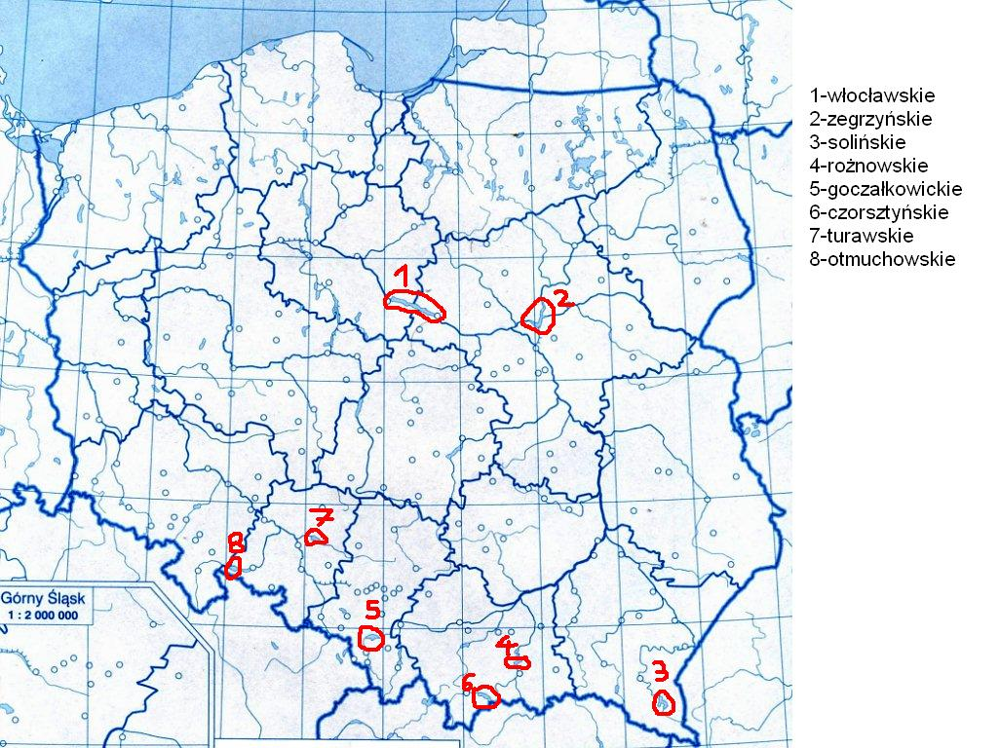 1-włocławskie
2-zegrzyńskie
3-solińskie
4-rożnowskie
5-goczałkowickie
6-czorsztyńskie
7-turawskie
8-otmuchowskie
1
2
7
8
5
4
6
3
Górny Śląsk
1 : 2 000 000